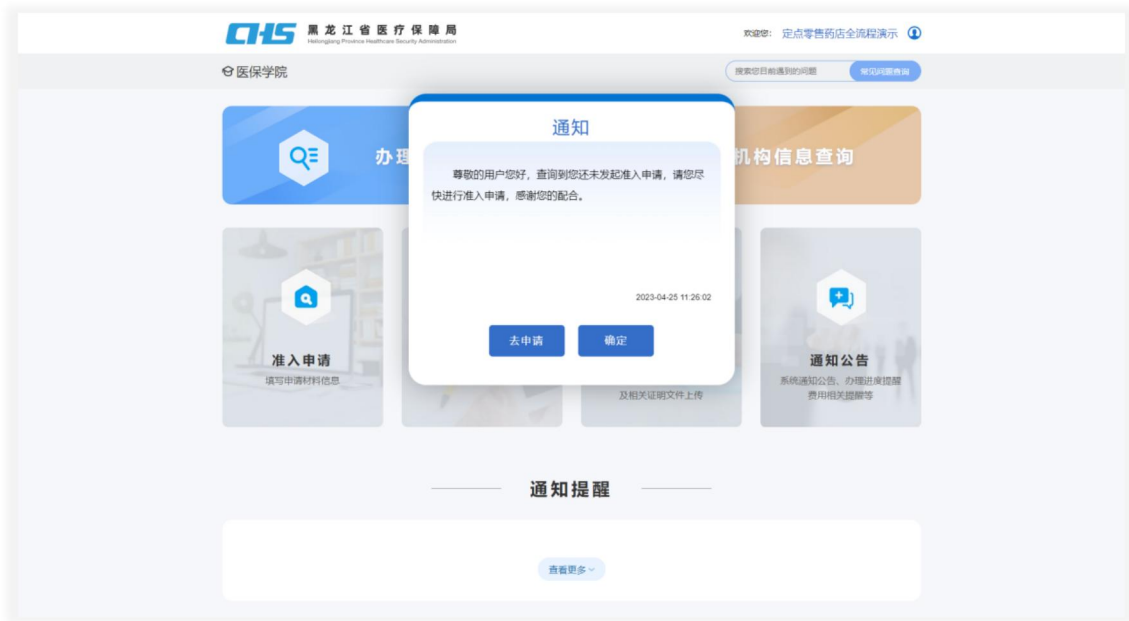 CHS 黑龙江省医疗保障局
Heilongjiang Province Healthcare Security Administration
欢迎您: 定点零售药店全流程演示
医保学院
搜索您目前遇到的问题
常见问题查询
办理
机构信息查询
通知
尊敬的用户您好，查询到您还未发起准入申请，请您尽
快进行准入申请，感谢您的配合。
2023-04-25 11:26:02
去申请
确定
准入申请
填写申请材料信息
及相关证明文件上传
通知公告
系统通知公告、办理进度提醒
费用相关提醒等
通知提醒
查看更多